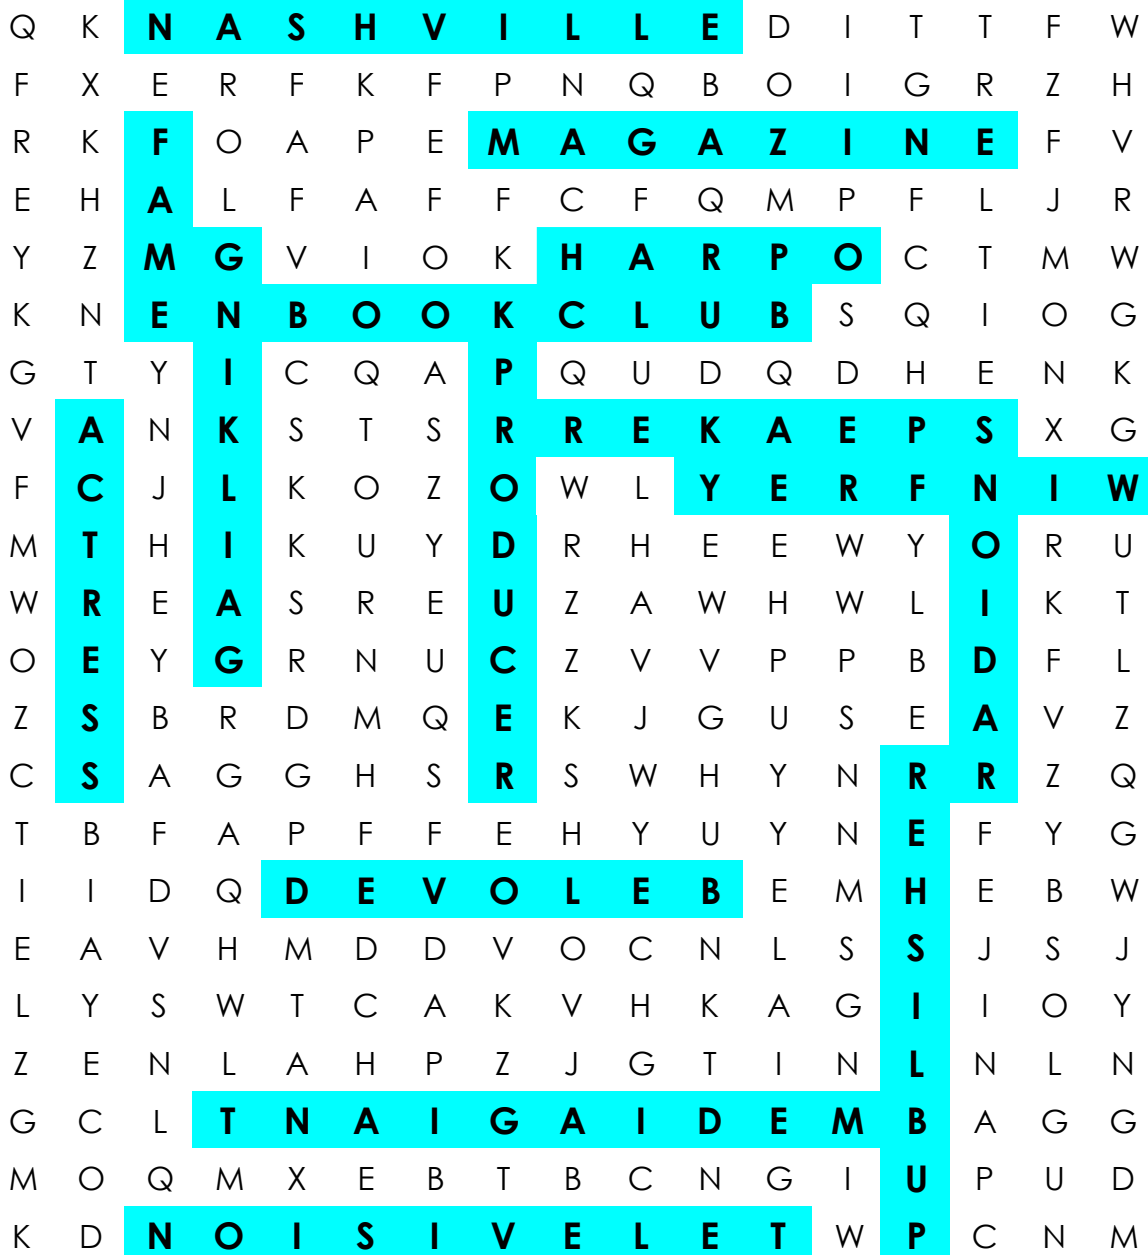 Q K N A S H V I L L E D I T T F W
F X E R F K F P N Q B O I G R Z H
R K F O A P E M A G A Z I N E F V
E H A L F A F F C F Q M P F L J R
Y Z M G V I O K H A R P O C T M W
K N E N B O O K C L U B S Q I O G
G T Y I C Q A P Q U D Q D H E N K
V A N K S T S R R E K A E P S X G
F C J L K O Z O W L Y E R F N I W
M T H I K U Y D R H E E W Y O R U
W R E A S R E U Z A W H W L I K T
O E Y G R N U C Z V V P P B D F L
Z S B R D M Q E K J G U S E A V Z
C S A G G H S R S W H Y N R R Z Q
T B F A P F F E H Y U Y N E F Y G
I I D Q D E V O L E B E M H E B W
E A V H M D D V O C N L S S J S J
L Y S W T C A K V H K A G I I O Y
Z E N L A H P Z J G T I N L N L N
G C L T N A I G A I D E M B A G G
M O Q M X E B T B C N G I U P U D
K D N O I S I V E L E T W P C N M